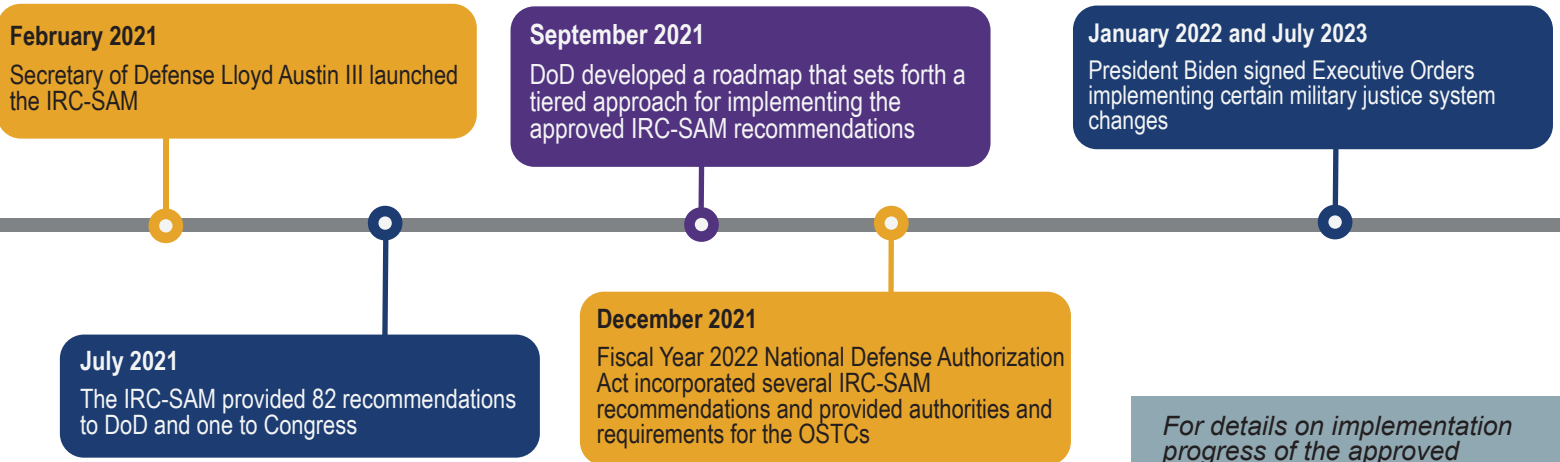 February 2021
Secretary of Defense Lloyd Austin III launched
the IRC-SAM
July 2021
The IRC-SAM provided 82 recommendations
to DoD and one to Congress
September 2021
DoD developed a roadmap that sets forth a
tiered approach for implementing the
approved IRC-SAM recommendations
December 2021
Fiscal Year 2022 National Defense Authorization
Act incorporated several IRC-SAM
recommendations and provided authorities and
requirements for the OSTCs
January 2022 and July 2023
President Biden signed Executive Orders
implementing certain military justice system
changes
For details on implementation
progress of the approved